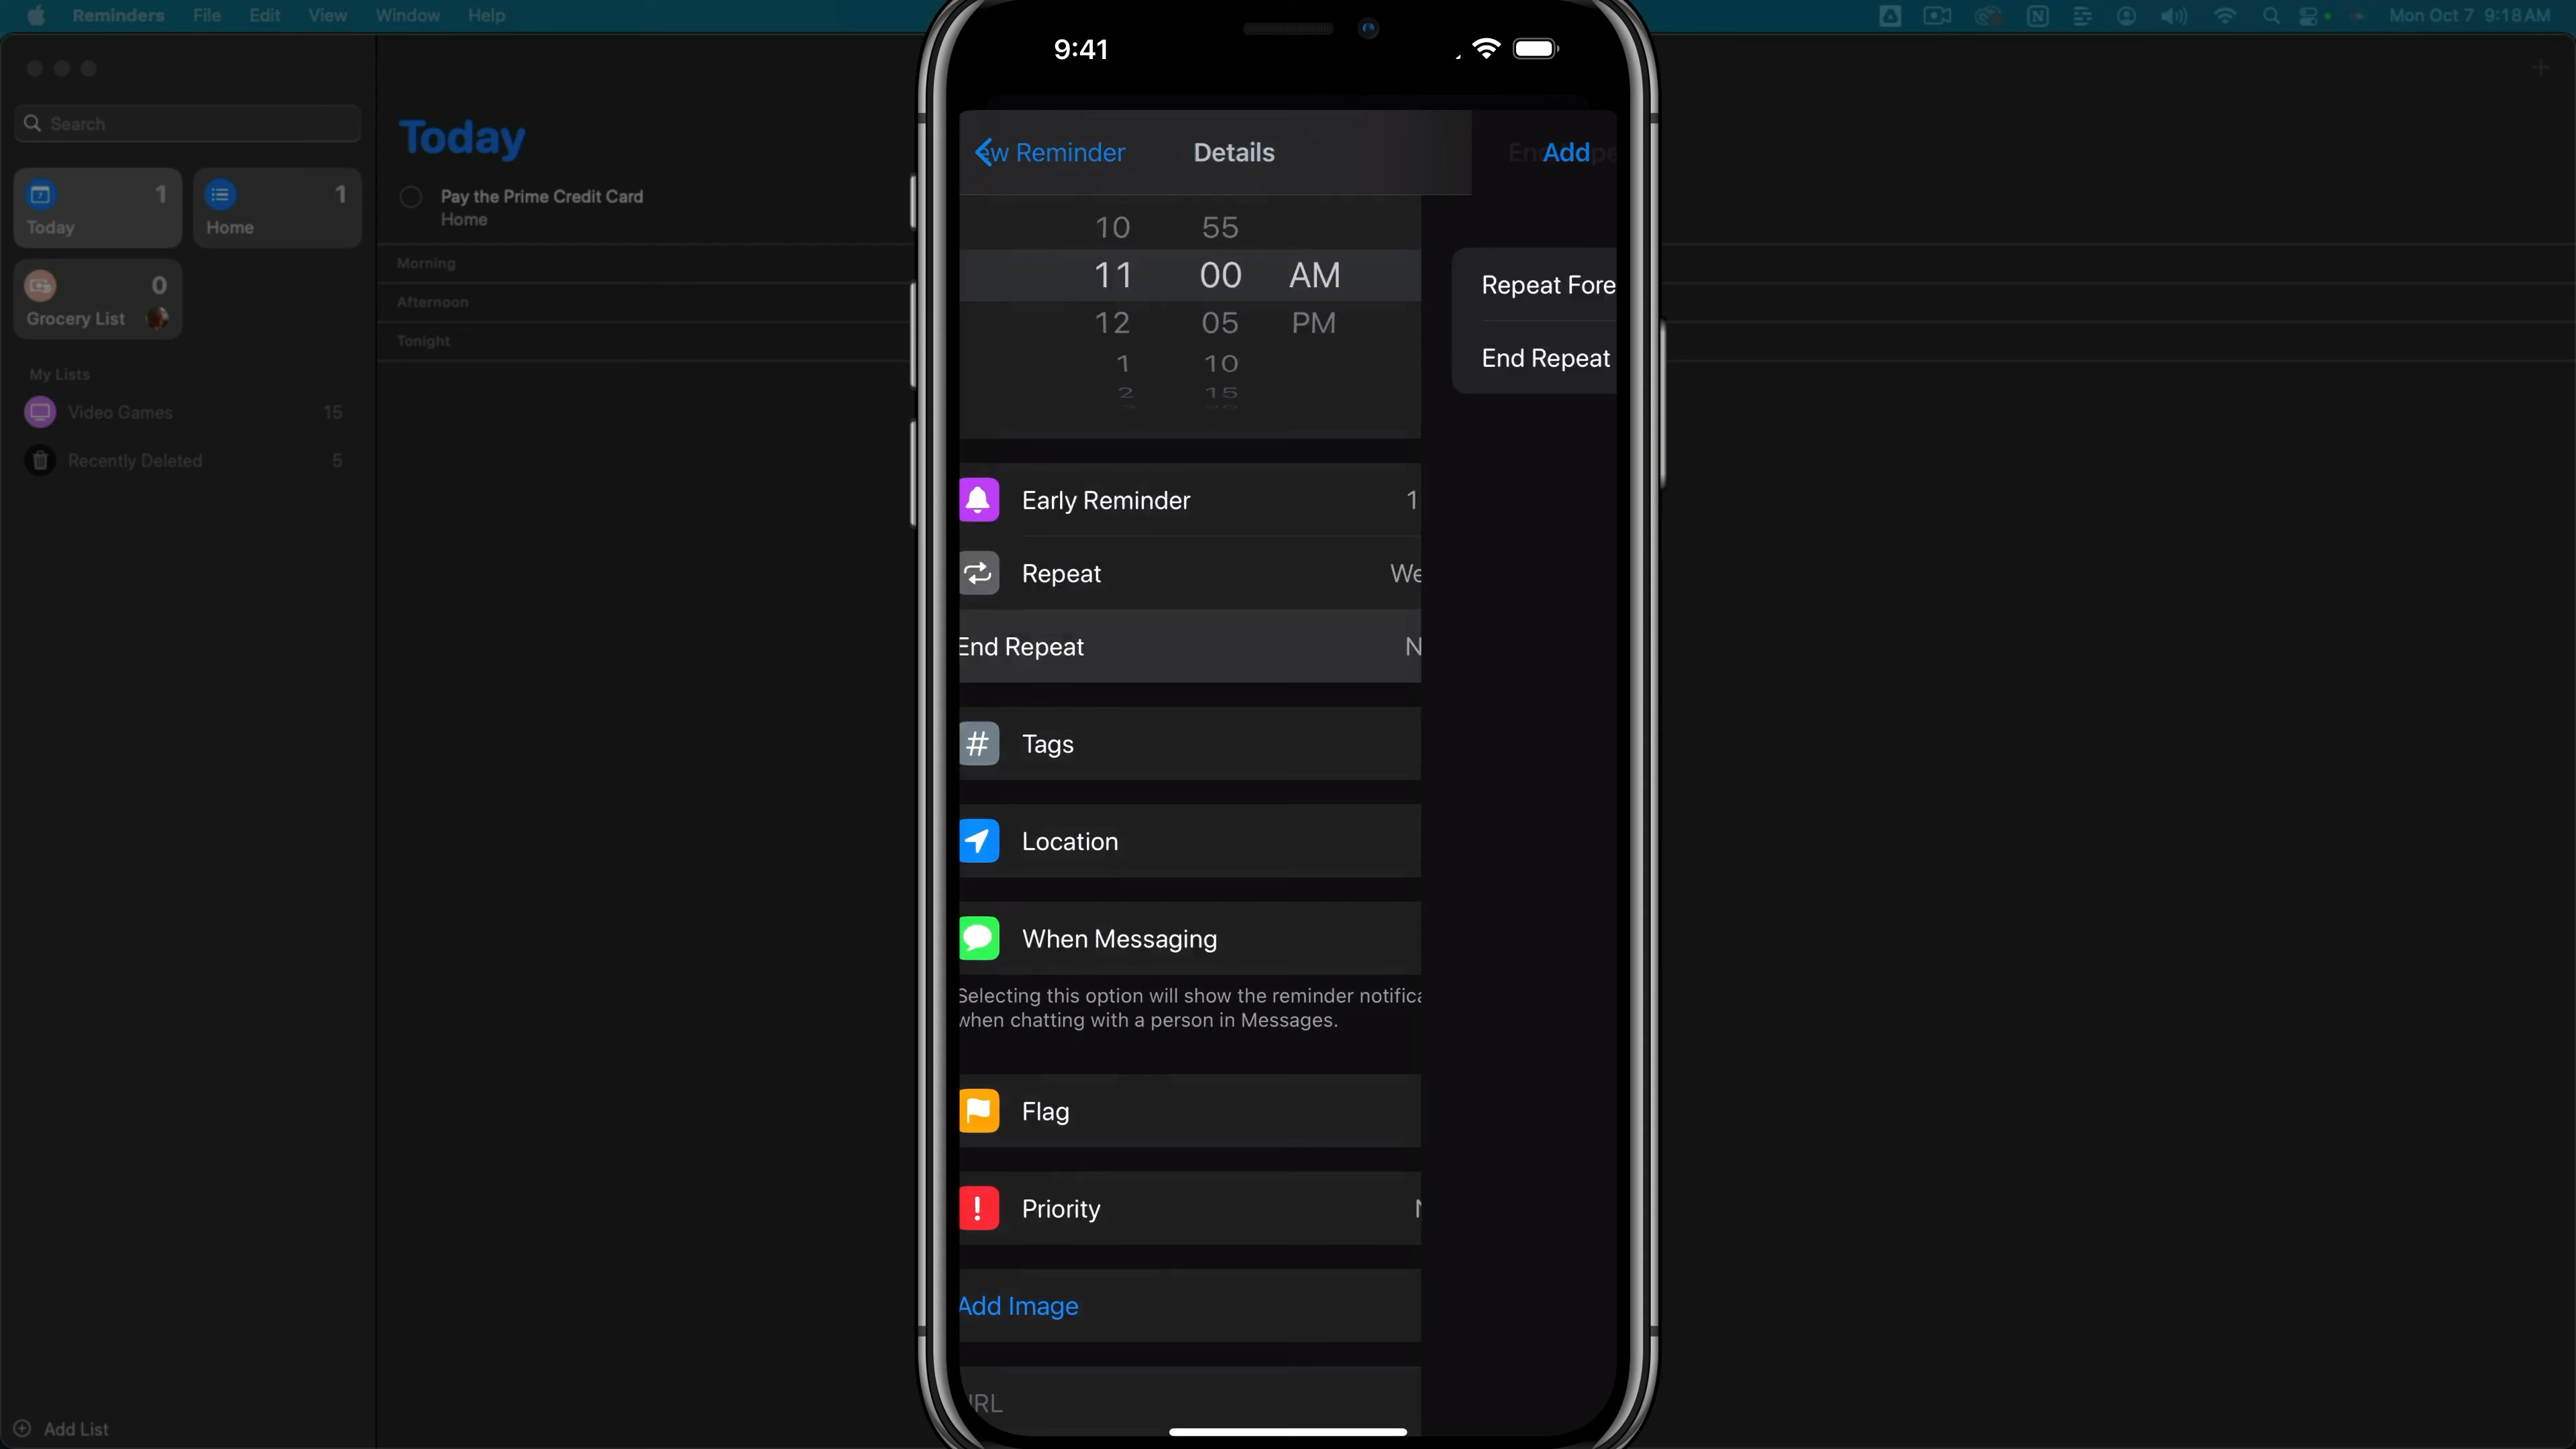 Reminders File Edit View Window Help
Mon Oct 7 9:18 AM
Search
Today 1
Home 1
Grocery List 0
My Lists
Video Games 15
Recently Deleted 5
Add List
Today
Pay the Prime Credit Card
Home
Morning
Afternoon
Tonight
9:41
ew Reminder Details Add
10 55
11 00 AM
12 05 PM
1 10
2 15
Early Reminder 1
Repeat We
End Repeat N
Tags
Location
When Messaging
Selecting this option will show the reminder notifica
when chatting with a person in Messages.
Flag
Priority
Add Image
RL
Repeat Fore
End Repeat